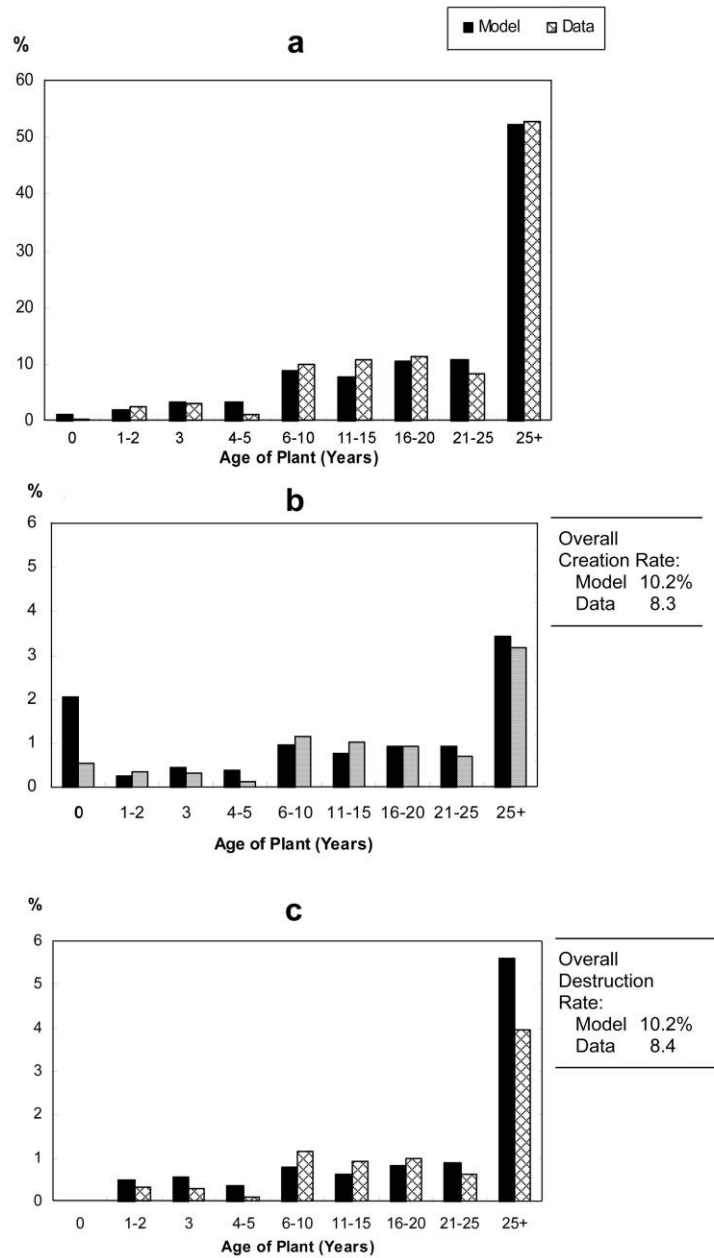 Model Data
%
a
60
50
40
30
20
10
0
0 1-2 3 4-5 6-10 11-15 16-20 21-25 25+
Age of Plant (Years)
%
b
6
5
4
3
2
1
0
0 1-2 3 4-5 6-10 11-15 16-20 21-25 25+
Age of Plant (Years)
Overall
Creation Rate:
Model 10.2%
Data 8.3
%
c
6
5
4
3
2
1
0
0 1-2 3 4-5 6-10 11-15 16-20 21-25 25+
Age of Plant (Years)
Overall
Destruction
Rate:
Model 10.2%
Data 8.4